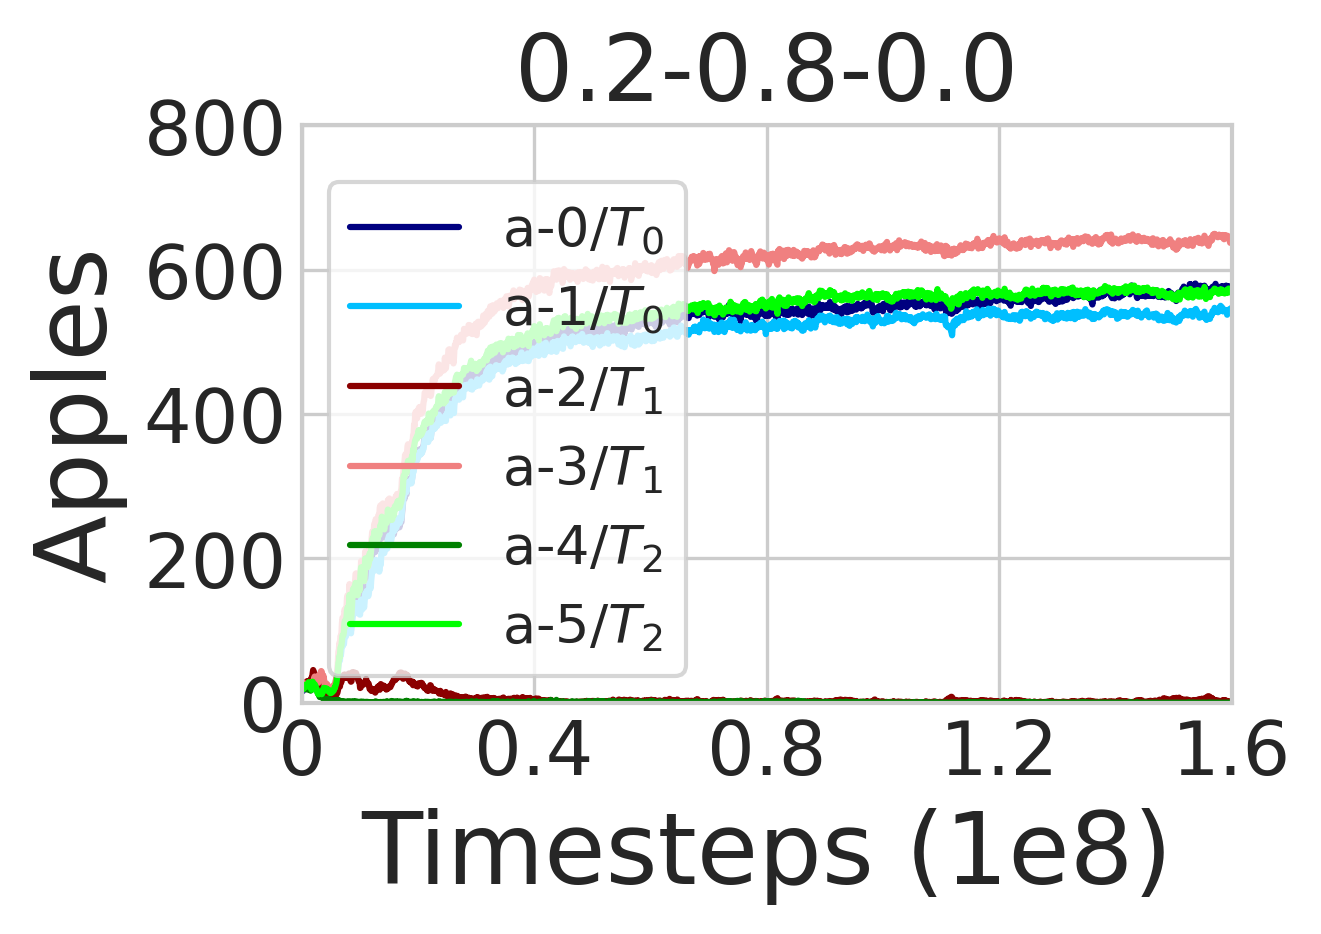 0.2-0.8-0.0
800
600
400
200
0
Apples
a-0/T₀
a-1/T₀
a-2/T₁
a-3/T₁
a-4/T₂
a-5/T₂
0 0.4 0.8 1.2 1.6
Timesteps (1e8)